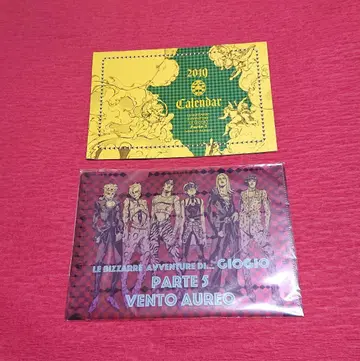 2019
Calendar
LE BIZZARRE AVVENTURE DI... GIOGIO
PARTE 5
VENTO AUREO